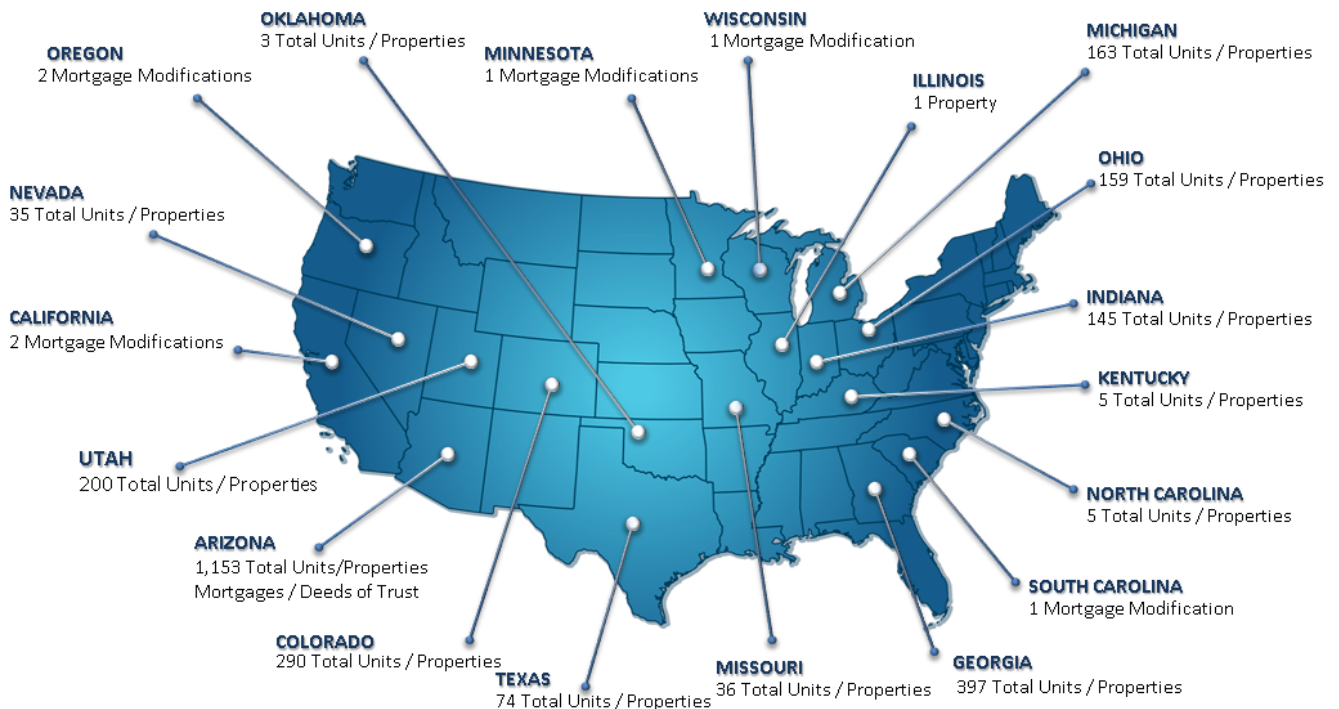 OKLAHOMA
3 Total Units / Properties
WISCONSIN
1 Mortgage Modification
MICHIGAN
163 Total Units / Properties
OREGON
2 Mortgage Modifications
MINNESOTA
1 Mortgage Modifications
ILLINOIS
1 Property
OHIO
159 Total Units / Properties
NEVADA
35 Total Units / Properties
INDIANA
145 Total Units / Properties
CALIFORNIA
2 Mortgage Modifications
KENTUCKY
5 Total Units / Properties
UTAH
200 Total Units / Properties
NORTH CAROLINA
5 Total Units / Properties
ARIZONA
1,153 Total Units/Properties
Mortgages / Deeds of Trust
SOUTH CAROLINA
1 Mortgage Modification
COLORADO
290 Total Units / Properties
TEXAS
74 Total Units / Properties
MISSOURI
36 Total Units / Properties
GEORGIA
397 Total Units / Properties